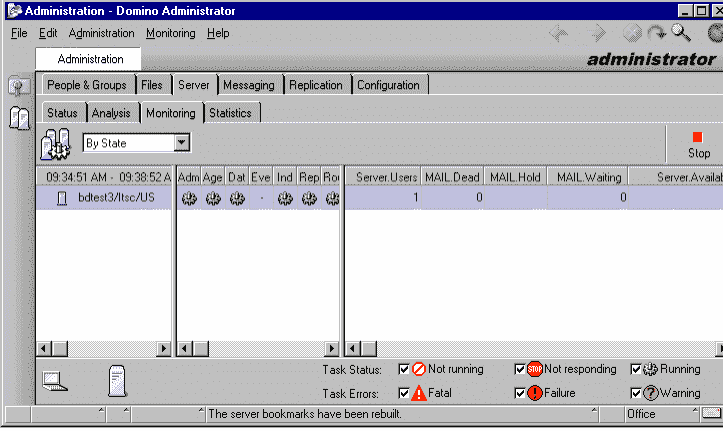 Administration - Domino Administrator
File Edit Administration Monitoring Help
Administration
administrator
People & Groups Files Server Messaging Replication Configuration
Status Analysis Monitoring Statistics
By State
Stop
09:34:51 AM - 09:38:52 A Adm Age Dat Eve Ind Rep Rou Server.Users MAIL.Dead MAIL.Hold MAIL.Waiting Server.Availab
bdtest3/ltsc/US - 1 0 0
Task Status: Not running STOP Not responding Running
Task Errors: Fatal Failure Warning
The server bookmarks have been rebuilt. Office